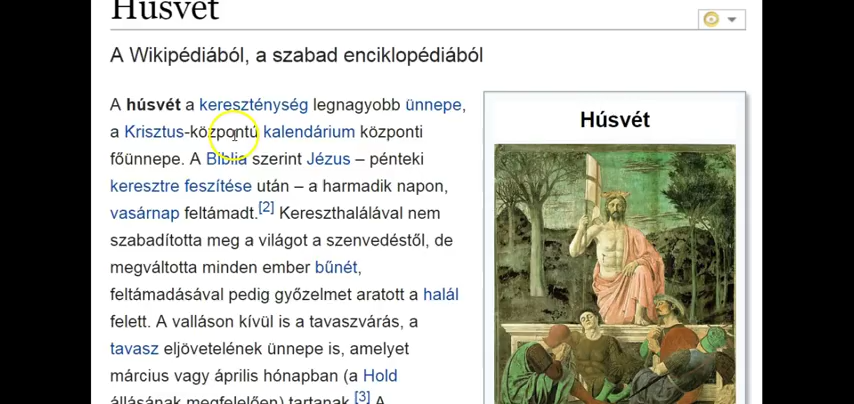 Húsvét
A Wikipédiából, a szabad enciklopédiából
A húsvét a kereszténység legnagyobb ünnepe,
a Krisztus-központú kalendárium központi
főünnepe. A Biblia szerint Jézus – pénteki
keresztre feszítése után – a harmadik napon,
vasárnap feltámadt.[2] Kereszthalálával nem
szabadította meg a világot a szenvedéstől, de
megváltotta minden ember bűnét,
feltámadásával pedig győzelmet aratott a halál
felett. A valláson kívül is a tavaszvárás, a
tavasz eljövetelének ünnepe is, amelyet
március vagy április hónapban (a Hold
állásának megfelelően) tartanak.[3] A
Húsvét